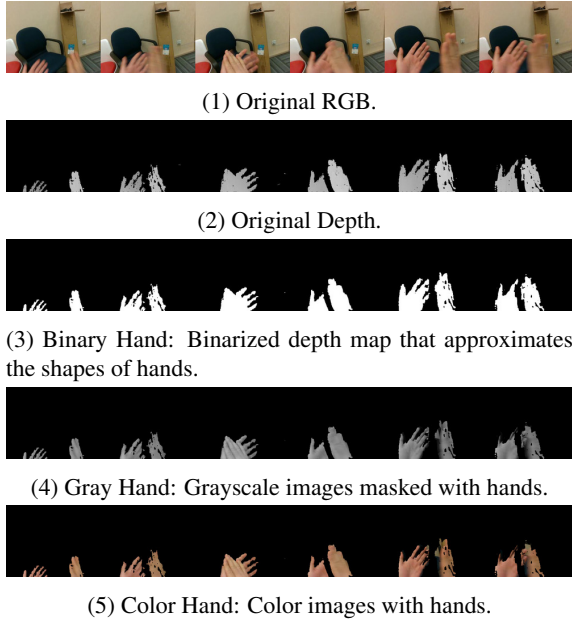 (1) Original RGB.
(2) Original Depth.
(3) Binary Hand: Binarized depth map that approximates
the shapes of hands.
(4) Gray Hand: Grayscale images masked with hands.
(5) Color Hand: Color images with hands.